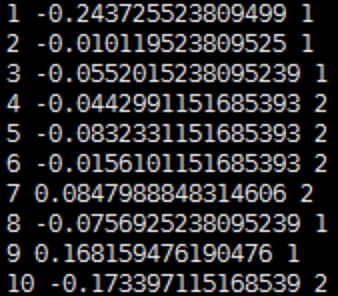 1 -0.243725523809499 1
2 -0.010119523809525 1
3 -0.0552015238095239 1
4 -0.0442991151685393 2
5 -0.0832331151685393 2
6 -0.0156101151685393 2
7 0.0847988848314606 2
8 -0.0756925238095239 1
9 0.168159476190476 1
10 -0.173397115168539 2